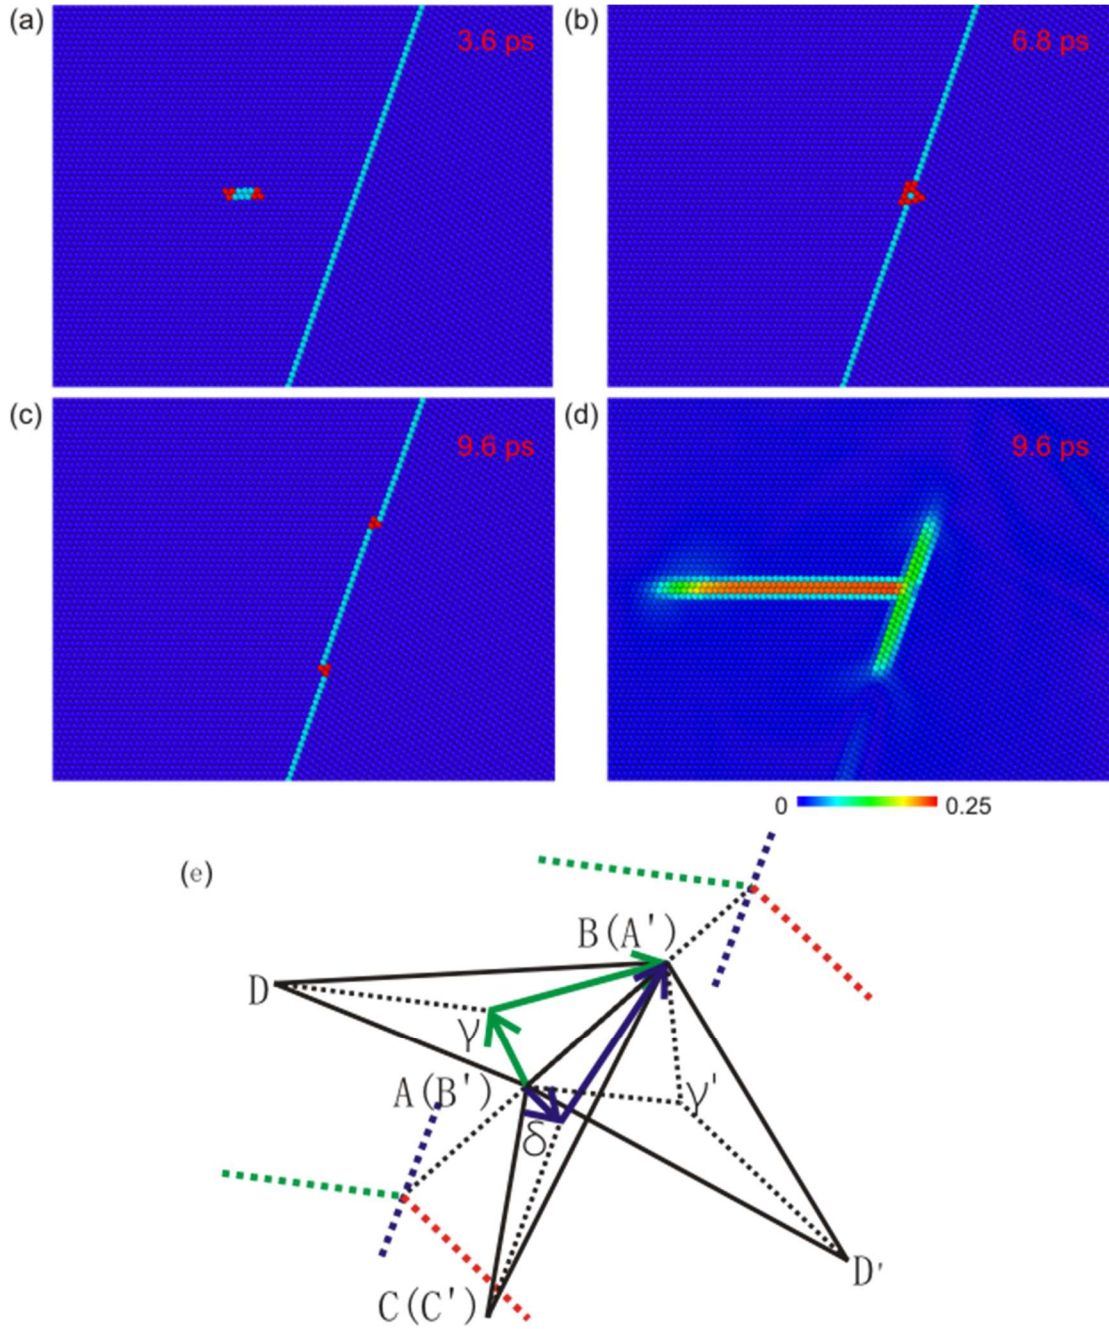 (a)
3.6 ps
(b)
6.8 ps
(c)
9.6 ps
(d)
9.6 ps
0
0.25
(e)
B(A')
D
γ
A(B')
γ'
δ
D'
C(C')